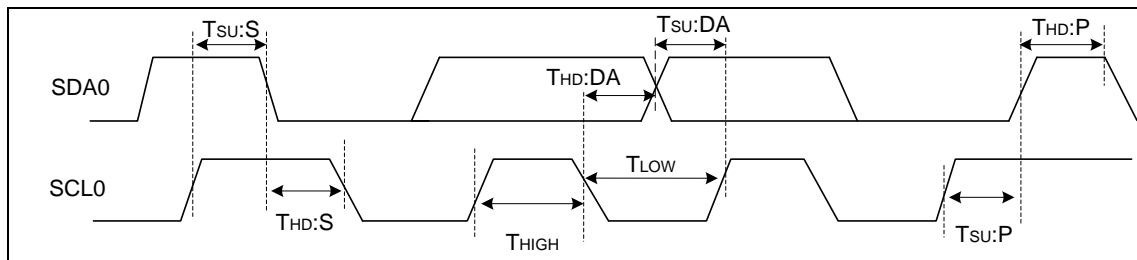 TSU:S
TSU:DA
THD:P
SDA0
THD:DA
SCL0
TLOW
THD:S
THIGH
TSU:P